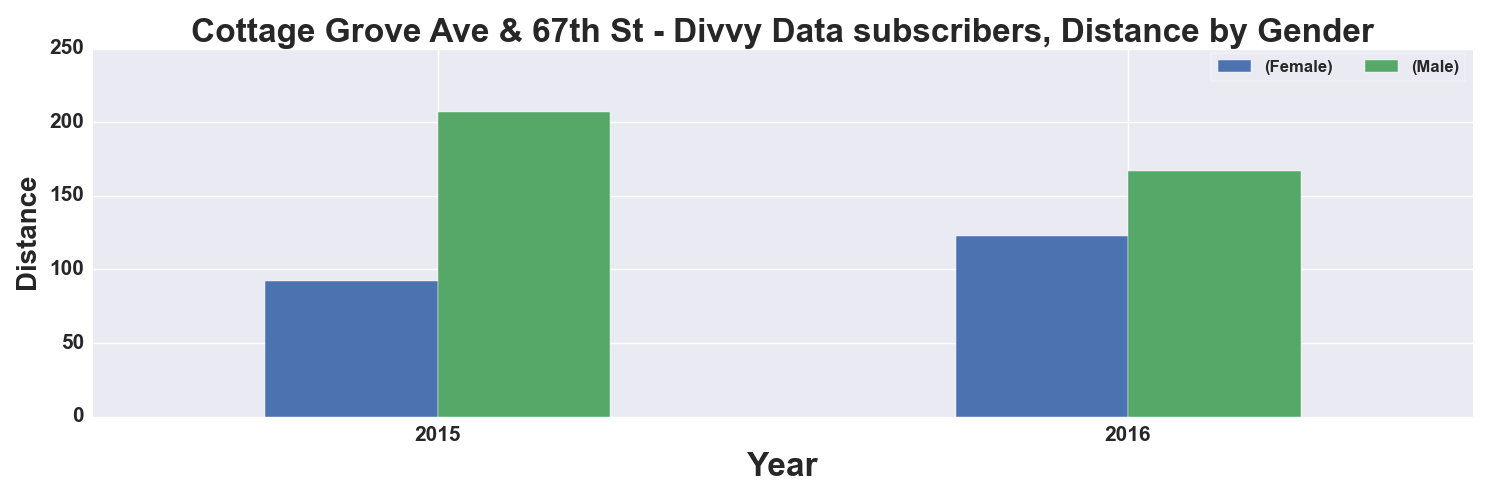 Cottage Grove Ave & 67th St - Divvy Data subscribers, Distance by Gender
(Female) (Male)
250
200
150
100
50
0
Distance
2015 2016
Year